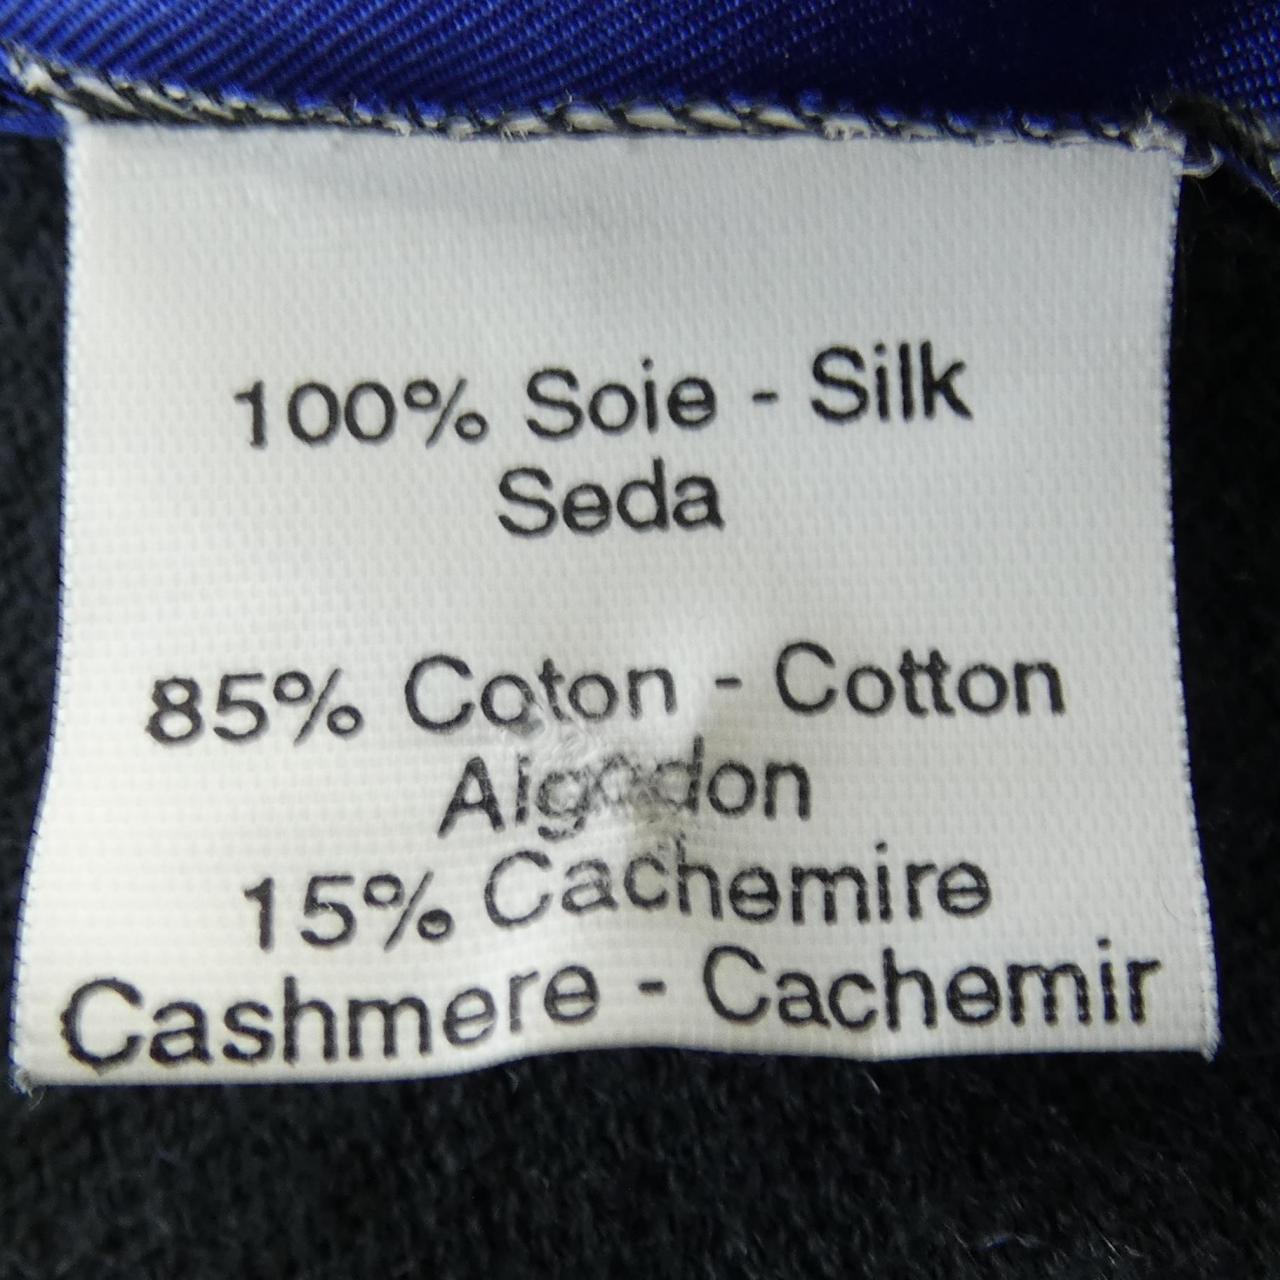 100% Soie - Silk
Seda
85% Coton - Cotton
Algodon
15% Cachemire
Cashmere - Cachemir